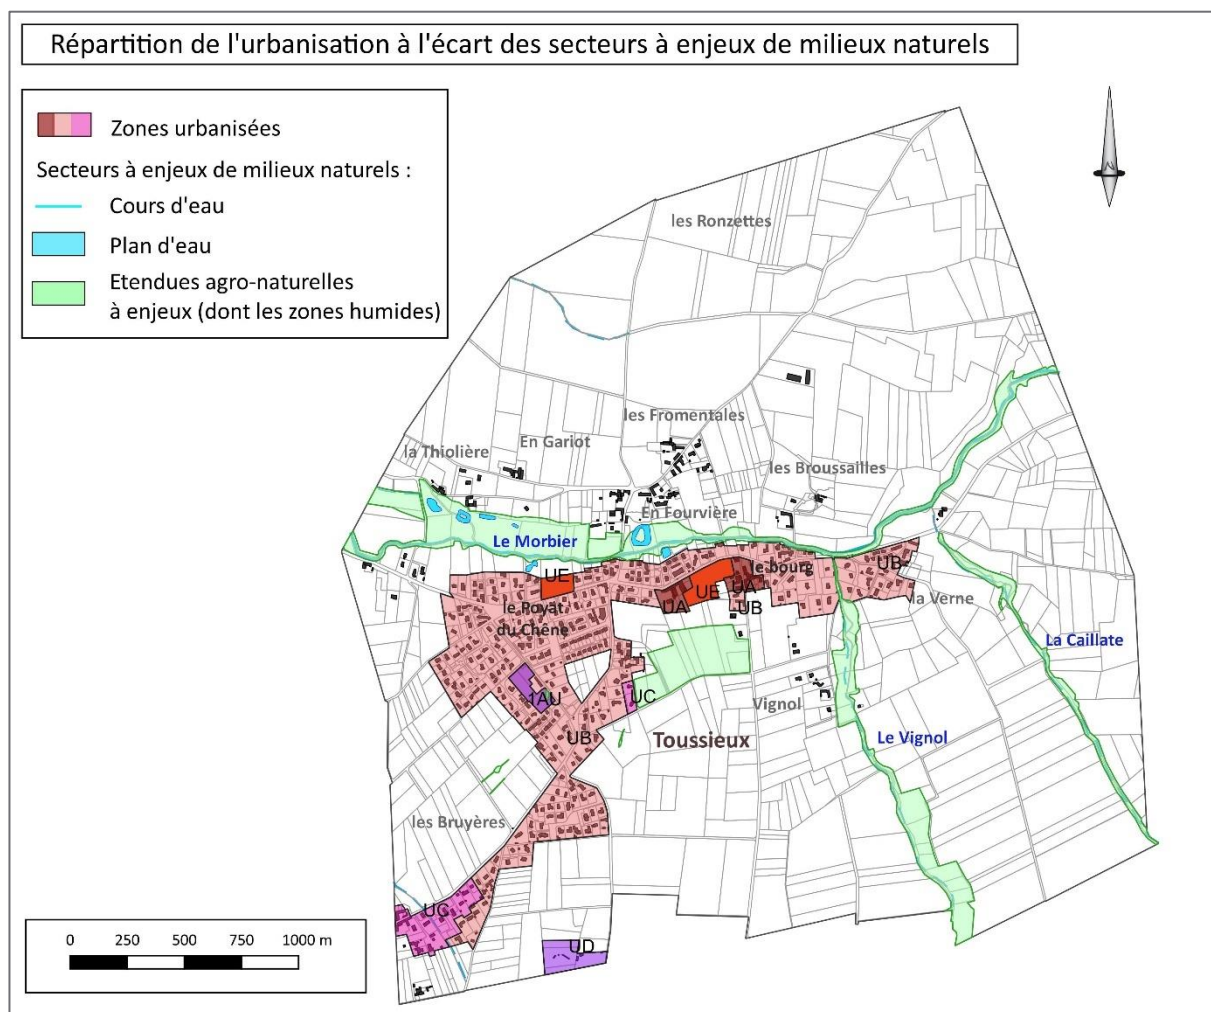 Répartition de l'urbanisation à l'écart des secteurs à enjeux de milieux naturels
Zones urbanisées
Secteurs à enjeux de milieux naturels :
Cours d'eau
Plan d'eau
Etendues agro-naturelles
à enjeux (dont les zones humides)
les Ronzettes
les Fromentales
En Gariot
la Thiolière
les Broussailles
En Fourvière
Le Morbier
le bourg
UE
UB
UA
UE
UA
UB
la Verne
le Royat
du Chêne
La Caillate
1AU
UC
Vignol
UB
Toussieux
Le Vignol
les Bruyères
UC
UD
0 250 500 750 1000 m